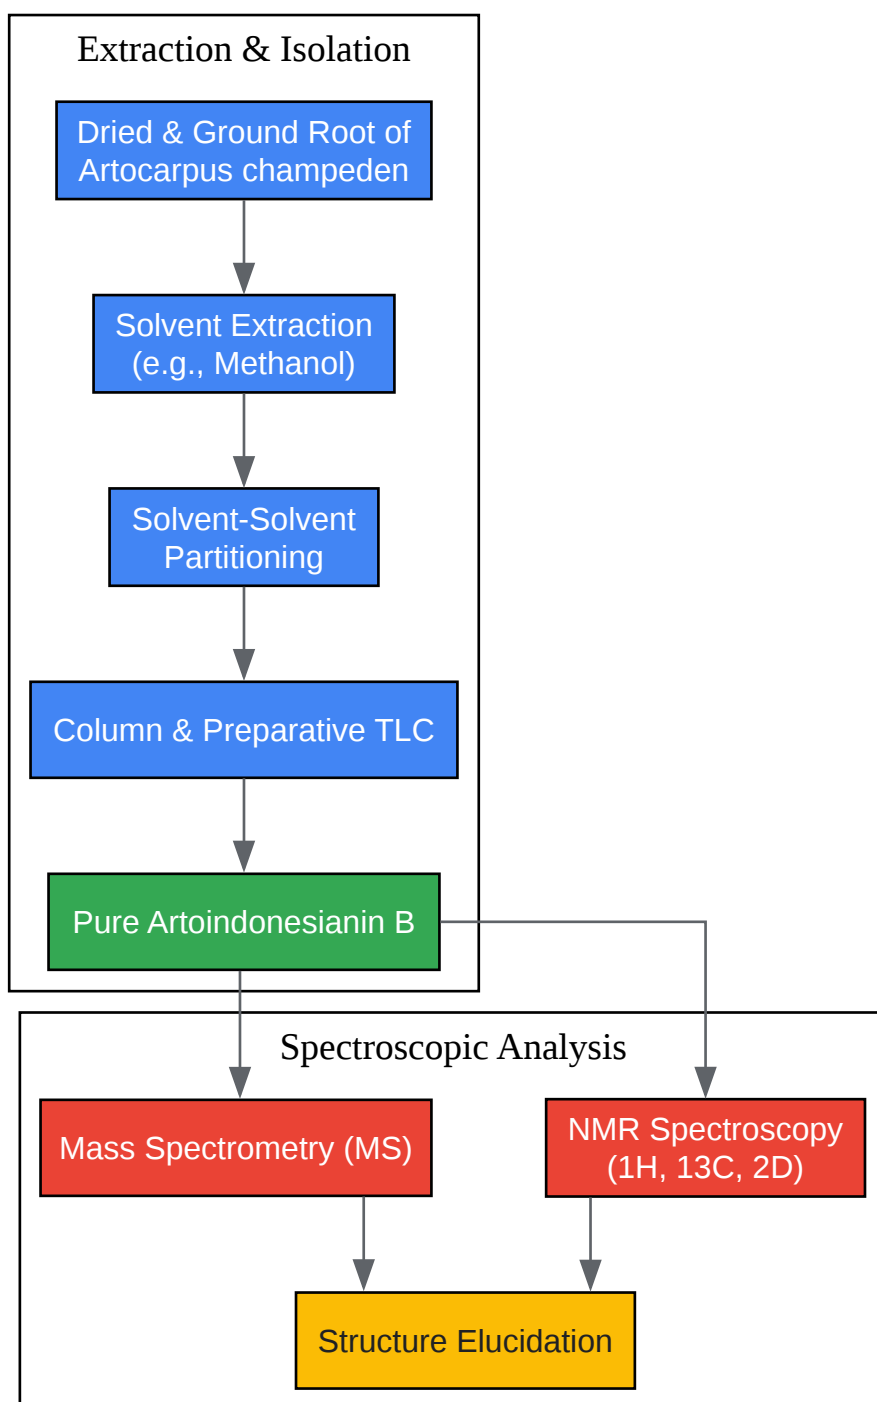 Extraction & Isolation
Dried & Ground Root of
Artocarpus champeden
Solvent Extraction
(e.g., Methanol)
Solvent-Solvent
Partitioning
Column & Preparative TLC
Pure Artoindonesianin B
Spectroscopic Analysis
Mass Spectrometry (MS)
NMR Spectroscopy
(1H, 13C, 2D)
Structure Elucidation